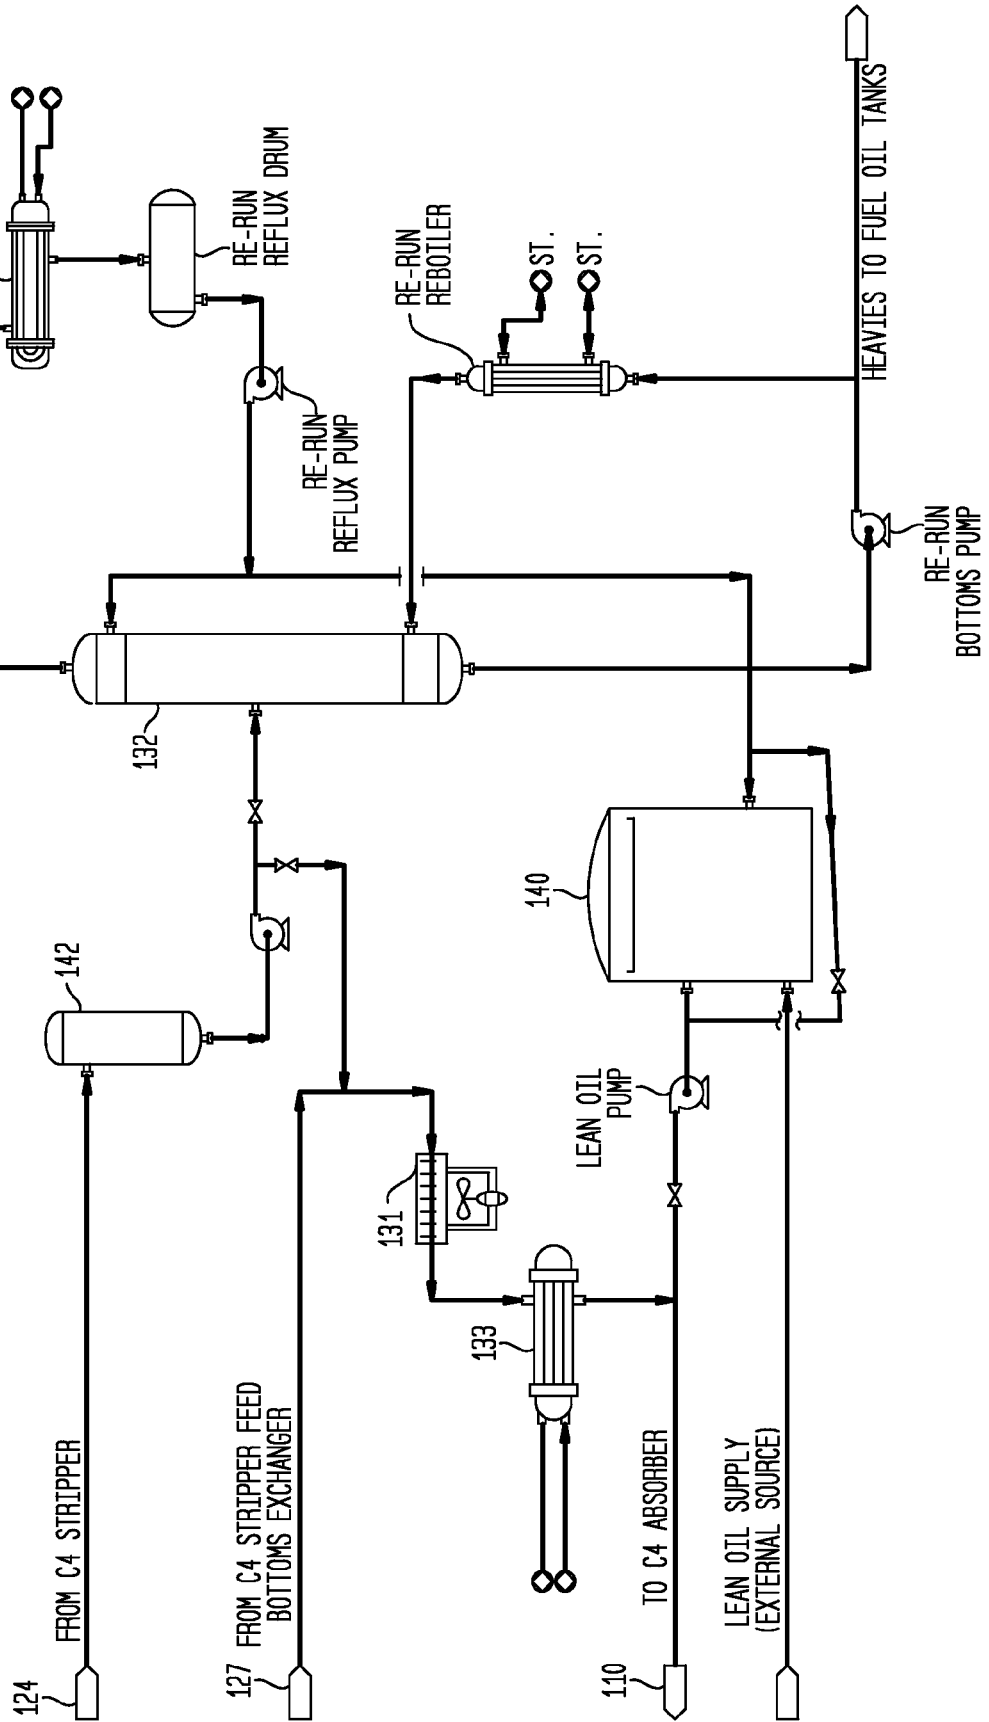 124
FROM C4 STRIPPER
142
132
RE-RUN
REFLUX DRUM
RE-RUN
REFLUX PUMP
127
FROM C4 STRIPPER FEED
BOTTOMS EXCHANGER
131
133
RE-RUN
REBOILER
ST.
ST.
140
LEAN OIL
PUMP
110
TO C4 ABSORBER
LEAN OIL SUPPLY
(EXTERNAL SOURCE)
HEAVIES TO FUEL OIL TANKS
RE-RUN
BOTTOMS PUMP